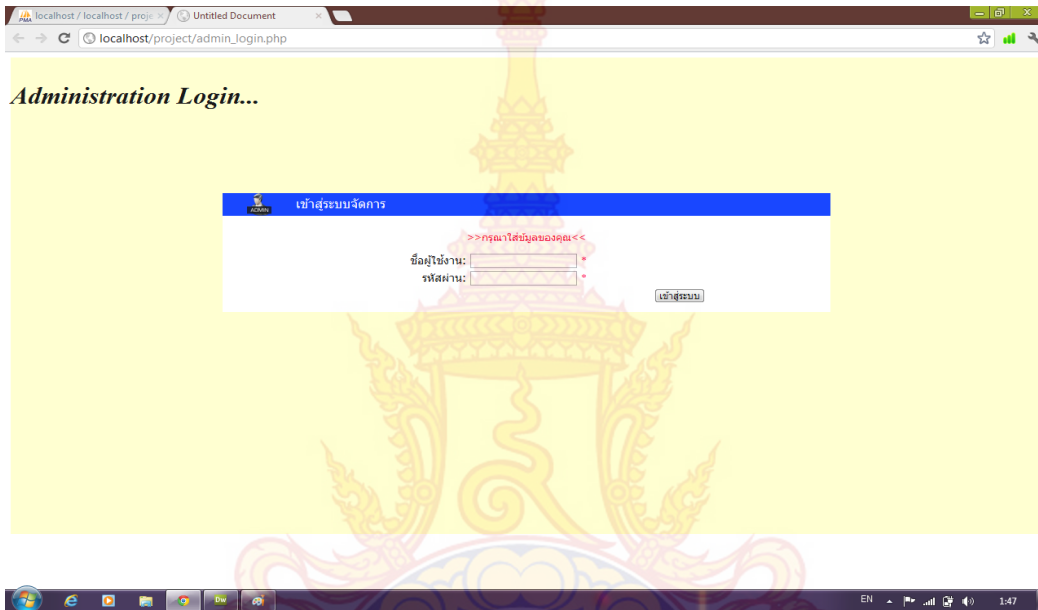 localhost / localhost / proje
Untitled Document
localhost/project/admin_login.php
Administration Login...
ADMIN
เข้าสู่ระบบจัดการ
>>กรุณาใส่ข้มูลของคุณ<<
ชื่อผู้ใช้งาน: *
รหัสผ่าน: *
เข้าสู่ระบบ
Dw
EN
1:47